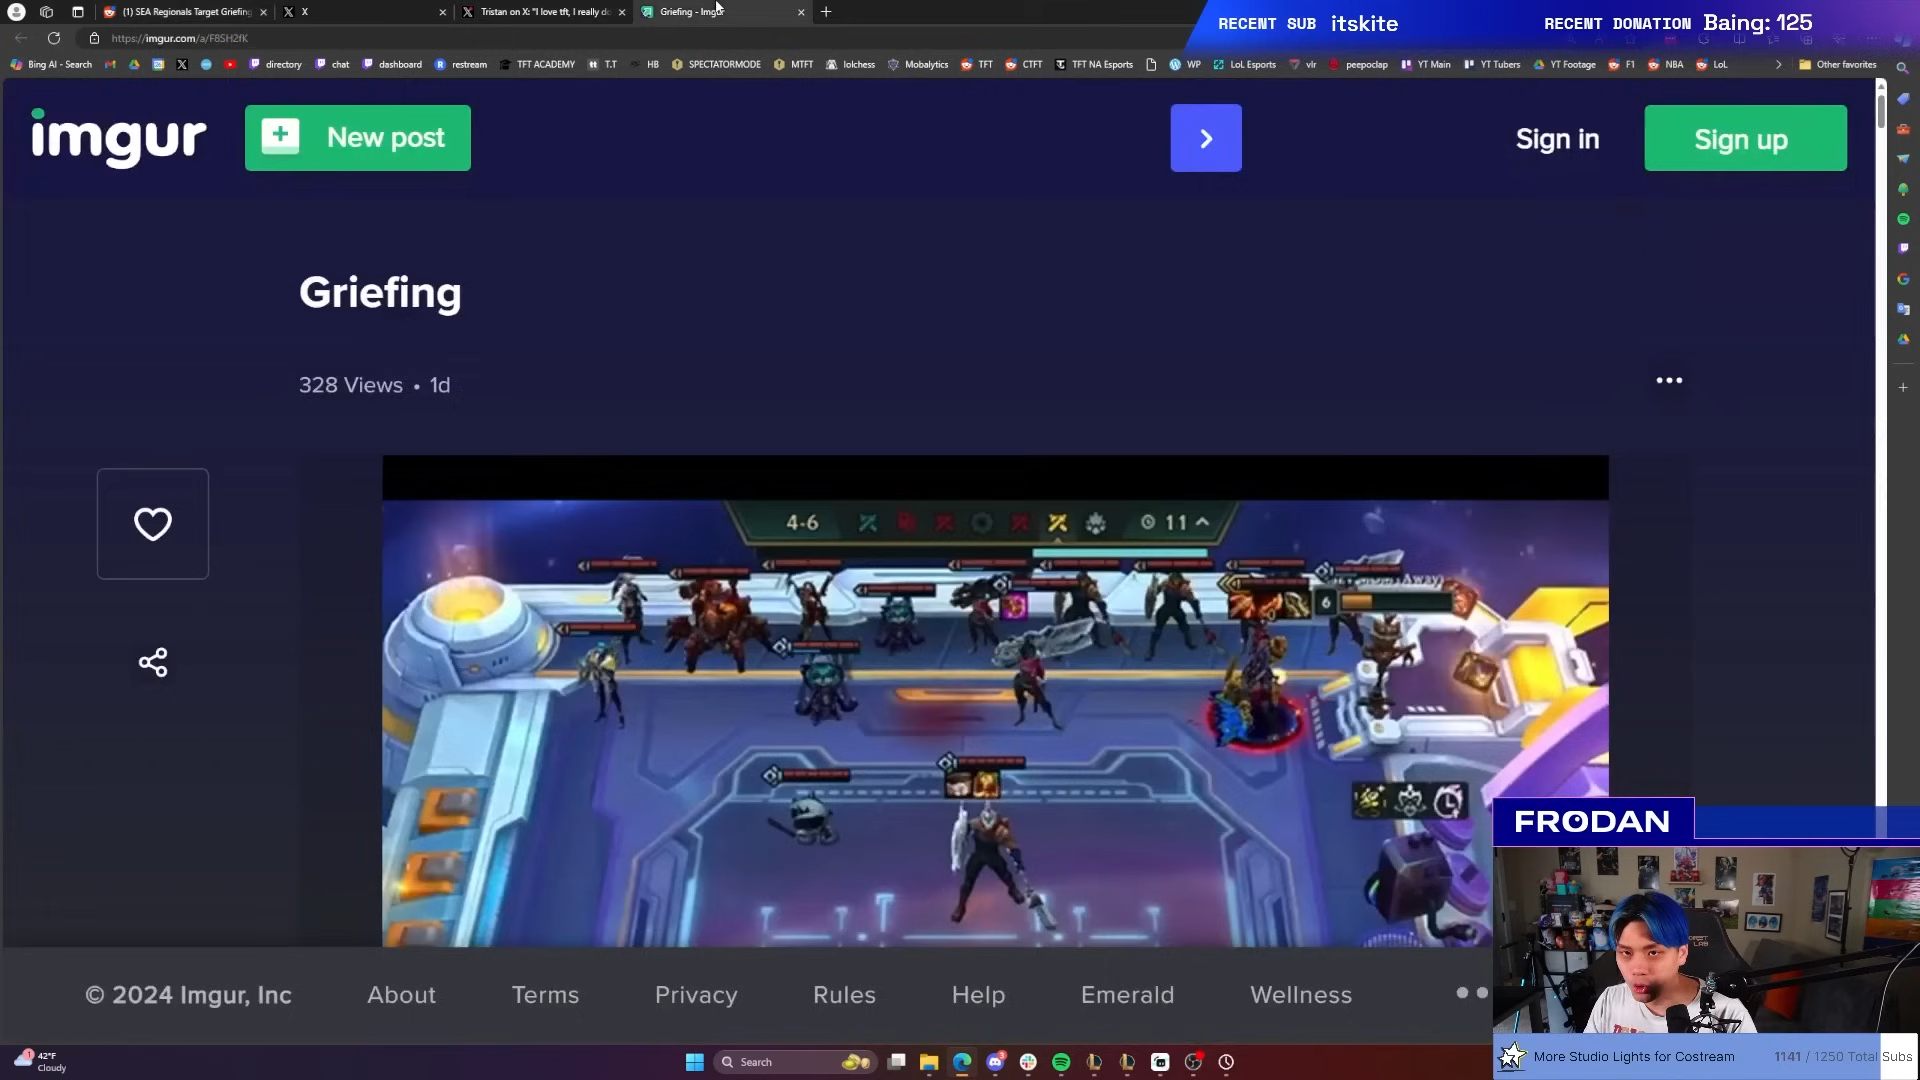 (1) SEA Regionals Target Griefing
X
Tristan on X: "I love tft, I really do
Griefing - Imgur
RECENT SUB itskite
RECENT DONATION Baing: 125
https://imgur.com/a/F8SH2fK
Bing AI - Search
directory
chat
dashboard
restream
TFT ACADEMY
T.T
HB
SPECTATORMODE
MTFT
lolchess
Mobalytics
TFT
CTFT
TFT NA Esports
WP
LoL Esports
vlr
peepoclap
YT Main
YT Tubers
YT Footage
F1
NBA
LoL
Other favorites
imgur
New post
Sign in
Sign up
Griefing
328 Views • 1d
4-6
11
6
FRODAN
© 2024 Imgur, Inc
About
Terms
Privacy
Rules
Help
Emerald
Wellness
More Studio Lights for Costream
1141 / 1250 Total Subs
42°F
Cloudy
Search